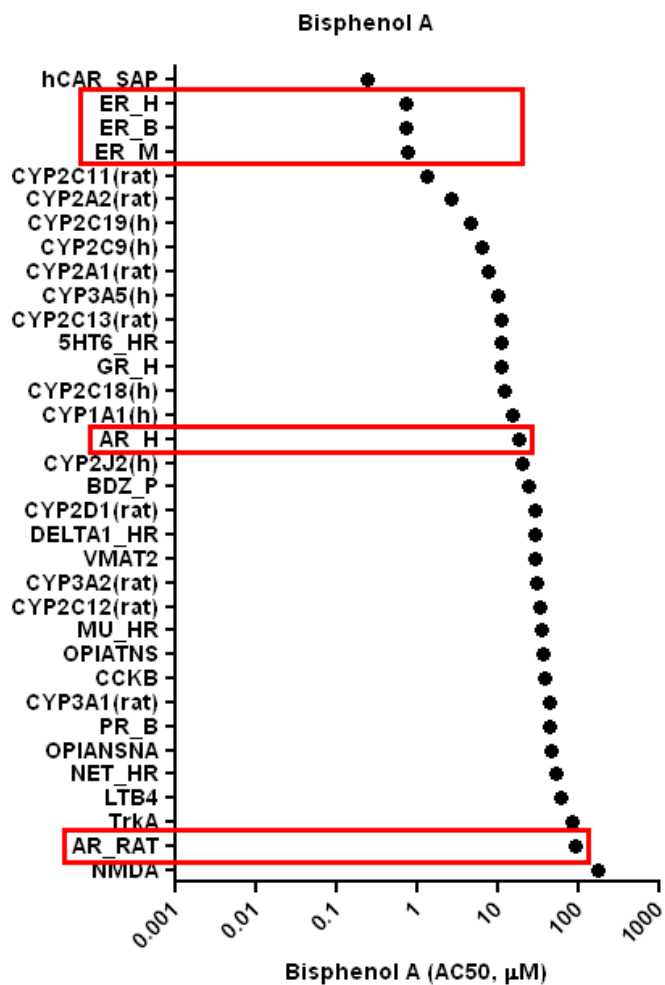 Bisphenol A
hCAR_SAP
ER_H
ER_B
ER_M
CYP2C11(rat)
CYP2A2(rat)
CYP2C19(h)
CYP2C9(h)
CYP2A1(rat)
CYP3A5(h)
CYP2C13(rat)
5HT6_HR
GR_H
CYP2C18(h)
CYP1A1(h)
AR_H
CYP2J2(h)
BDZ_P
CYP2D1(rat)
DELTA1_HR
VMAT2
CYP3A2(rat)
CYP2C12(rat)
MU_HR
OPIATNS
CCKB
CYP3A1(rat)
PR_B
OPIANSNA
NET_HR
LTB4
TrkA
AR_RAT
NMDA
0.001 0.01 0.1 1 10 100 1000
Bisphenol A (AC50, μM)